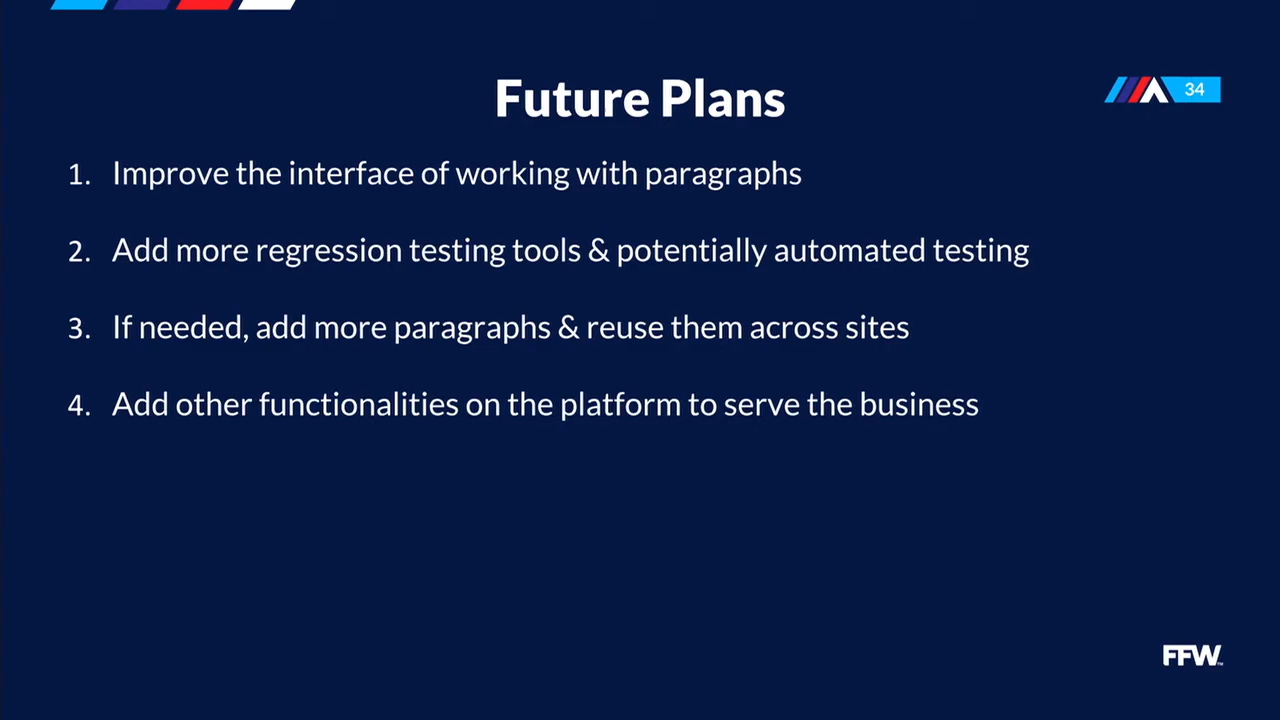 Future Plans
34
1. Improve the interface of working with paragraphs
2. Add more regression testing tools & potentially automated testing
3. If needed, add more paragraphs & reuse them across sites
4. Add other functionalities on the platform to serve the business
FFW™